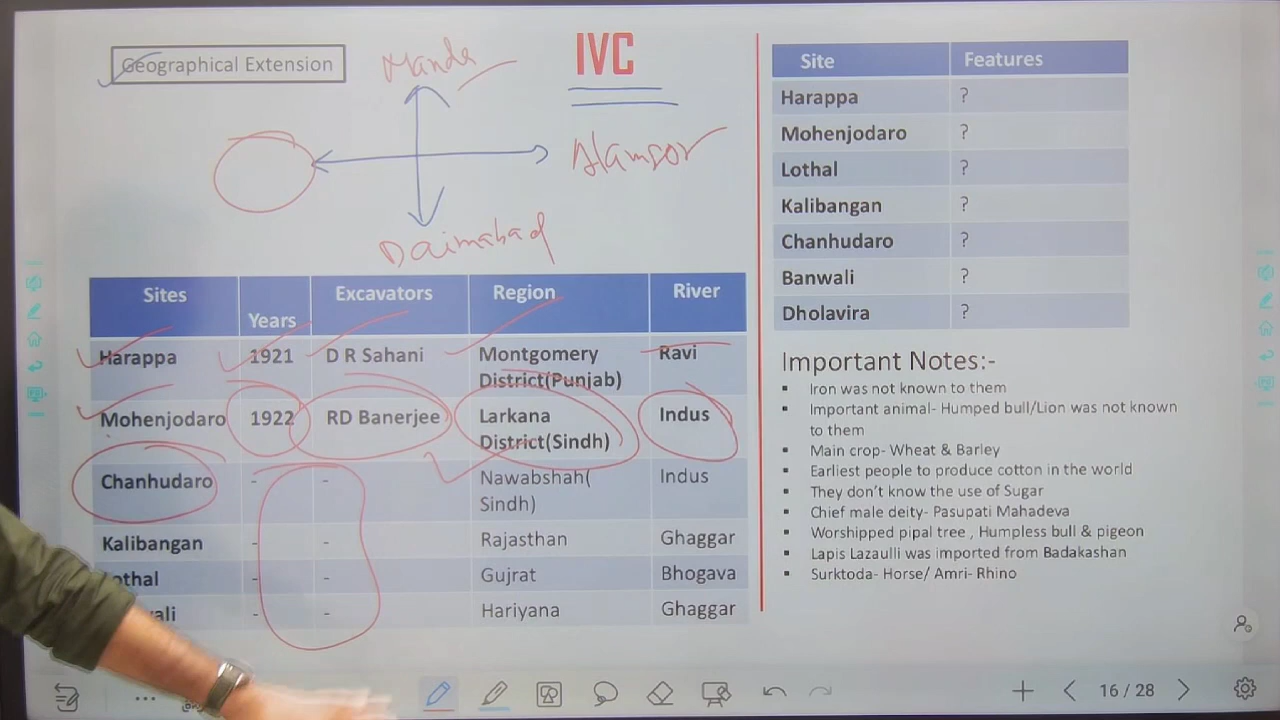 Geographical Extension
Manda
IVC
Alamgor
Daimabad
Sites Years Excavators Region River
Harappa 1921 D R Sahani Montgomery District(Punjab) Ravi
Mohenjodaro 1922 RD Banerjee Larkana District(Sindh) Indus
Chanhudaro - - Nawabshah( Sindh) Indus
Kalibangan - - Rajasthan Ghaggar
- - Gujrat Bhogava
- - Hariyana Ghaggar
Site Features
Harappa ?
Mohenjodaro ?
Lothal ?
Kalibangan ?
Chanhudaro ?
Banwali ?
Dholavira ?
Important Notes:-
Iron was not known to them
Important animal- Humped bull/Lion was not known
to them
Main crop- Wheat & Barley
Earliest people to produce cotton in the world
They don't know the use of Sugar
Chief male deity- Pasupati Mahadeva
Worshipped pipal tree , Humpless bull & pigeon
Lapis Lazaulli was imported from Badakashan
Surktoda- Horse/ Amri- Rhino
16 / 28